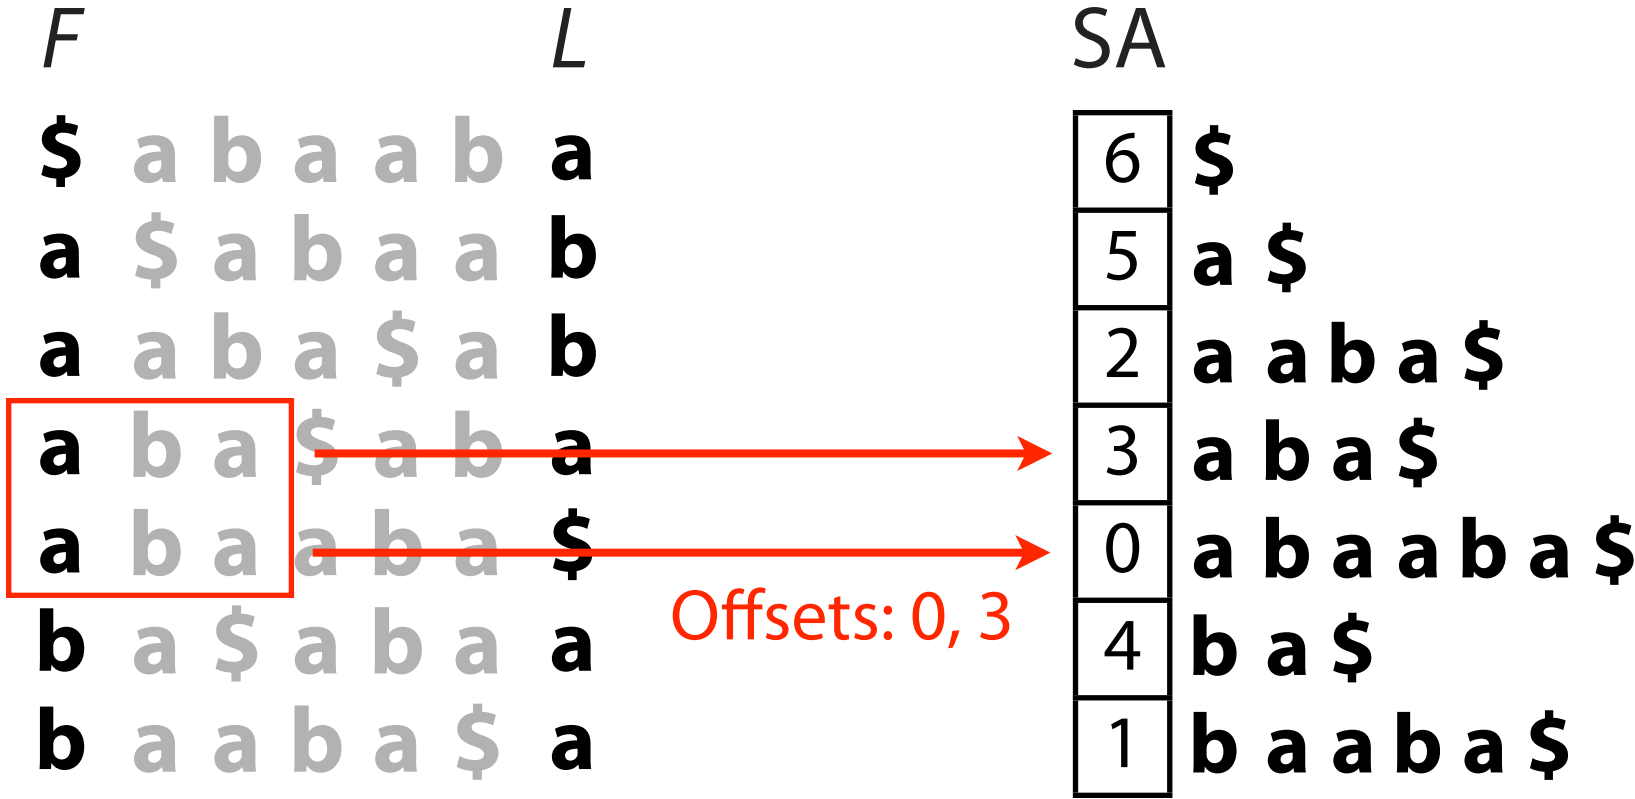 F L SA
$ a b a a b a 6 $
a $ a b a a b 5 a $
a a b a $ a b 2 a a b a $
a b a $ a b a 3 a b a $
a b a a b a $ 0 a b a a b a $
Offsets: 0, 3
b a $ a b a a 4 b a $
b a a b a $ a 1 b a a b a $